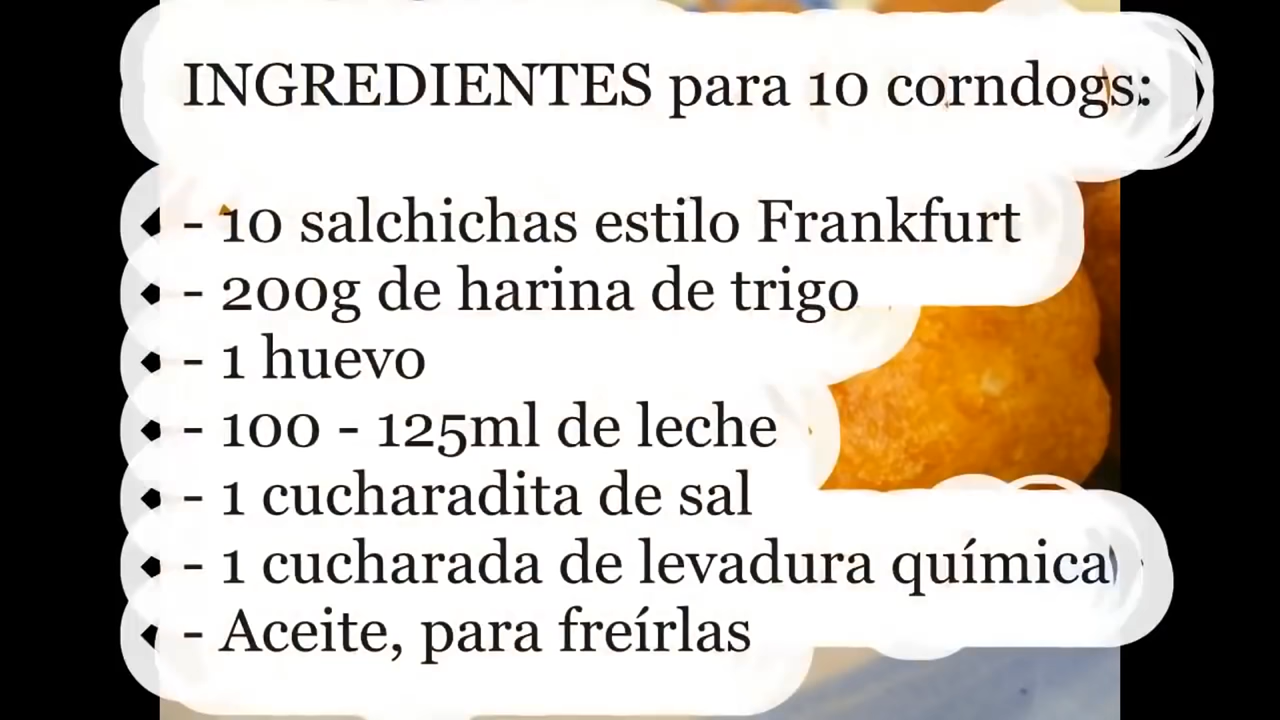 INGREDIENTES para 10 corndogs:
- 10 salchichas estilo Frankfurt
- 200g de harina de trigo
- 1 huevo
- 100 - 125ml de leche
- 1 cucharadita de sal
- 1 cucharada de levadura química
- Aceite, para freírlas